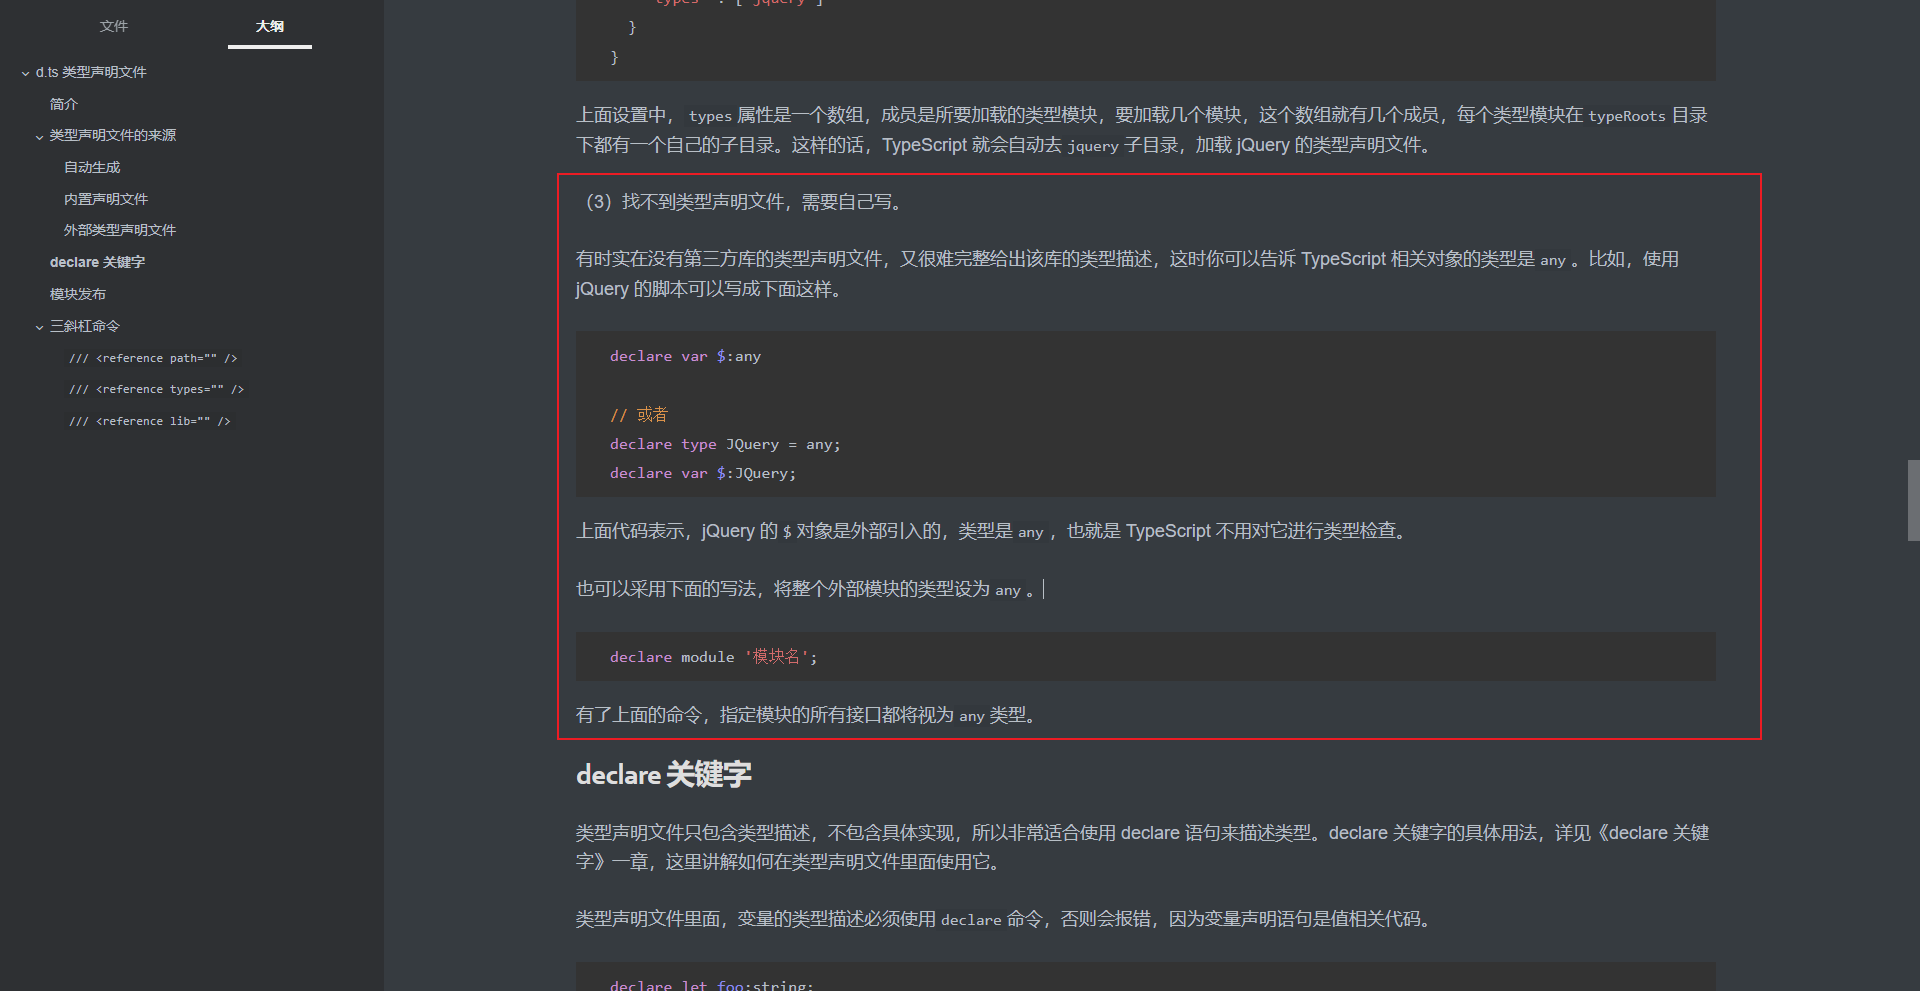 文件
大纲
d.ts 类型声明文件
简介
类型声明文件的来源
自动生成
内置声明文件
外部类型声明文件
declare 关键字
模块发布
三斜杠命令
/// <reference path="" />
/// <reference types="" />
/// <reference lib="" />
"types" : ["jquery"]
}
}
上面设置中， types 属性是一个数组，成员是所要加载的类型模块，要加载几个模块，这个数组就有几个成员，每个类型模块在 typeRoots 目录
下都有一个自己的子目录。这样的话，TypeScript 就会自动去 jquery 子目录，加载 jQuery 的类型声明文件。
（3）找不到类型声明文件，需要自己写。
有时实在没有第三方库的类型声明文件，又很难完整给出该库的类型描述，这时你可以告诉 TypeScript 相关对象的类型是 any 。比如，使用
jQuery 的脚本可以写成下面这样。
declare var $:any
// 或者
declare type JQuery = any;
declare var $:JQuery;
上面代码表示，jQuery 的 $ 对象是外部引入的，类型是 any ，也就是 TypeScript 不用对它进行类型检查。
也可以采用下面的写法，将整个外部模块的类型设为 any 。
declare module '模块名';
有了上面的命令，指定模块的所有接口都将视为 any 类型。
declare 关键字
类型声明文件只包含类型描述，不包含具体实现，所以非常适合使用 declare 语句来描述类型。declare 关键字的具体用法，详见《declare 关键
字》一章，这里讲解如何在类型声明文件里面使用它。
类型声明文件里面，变量的类型描述必须使用 declare 命令，否则会报错，因为变量声明语句是值相关代码。
declare let foo:string;